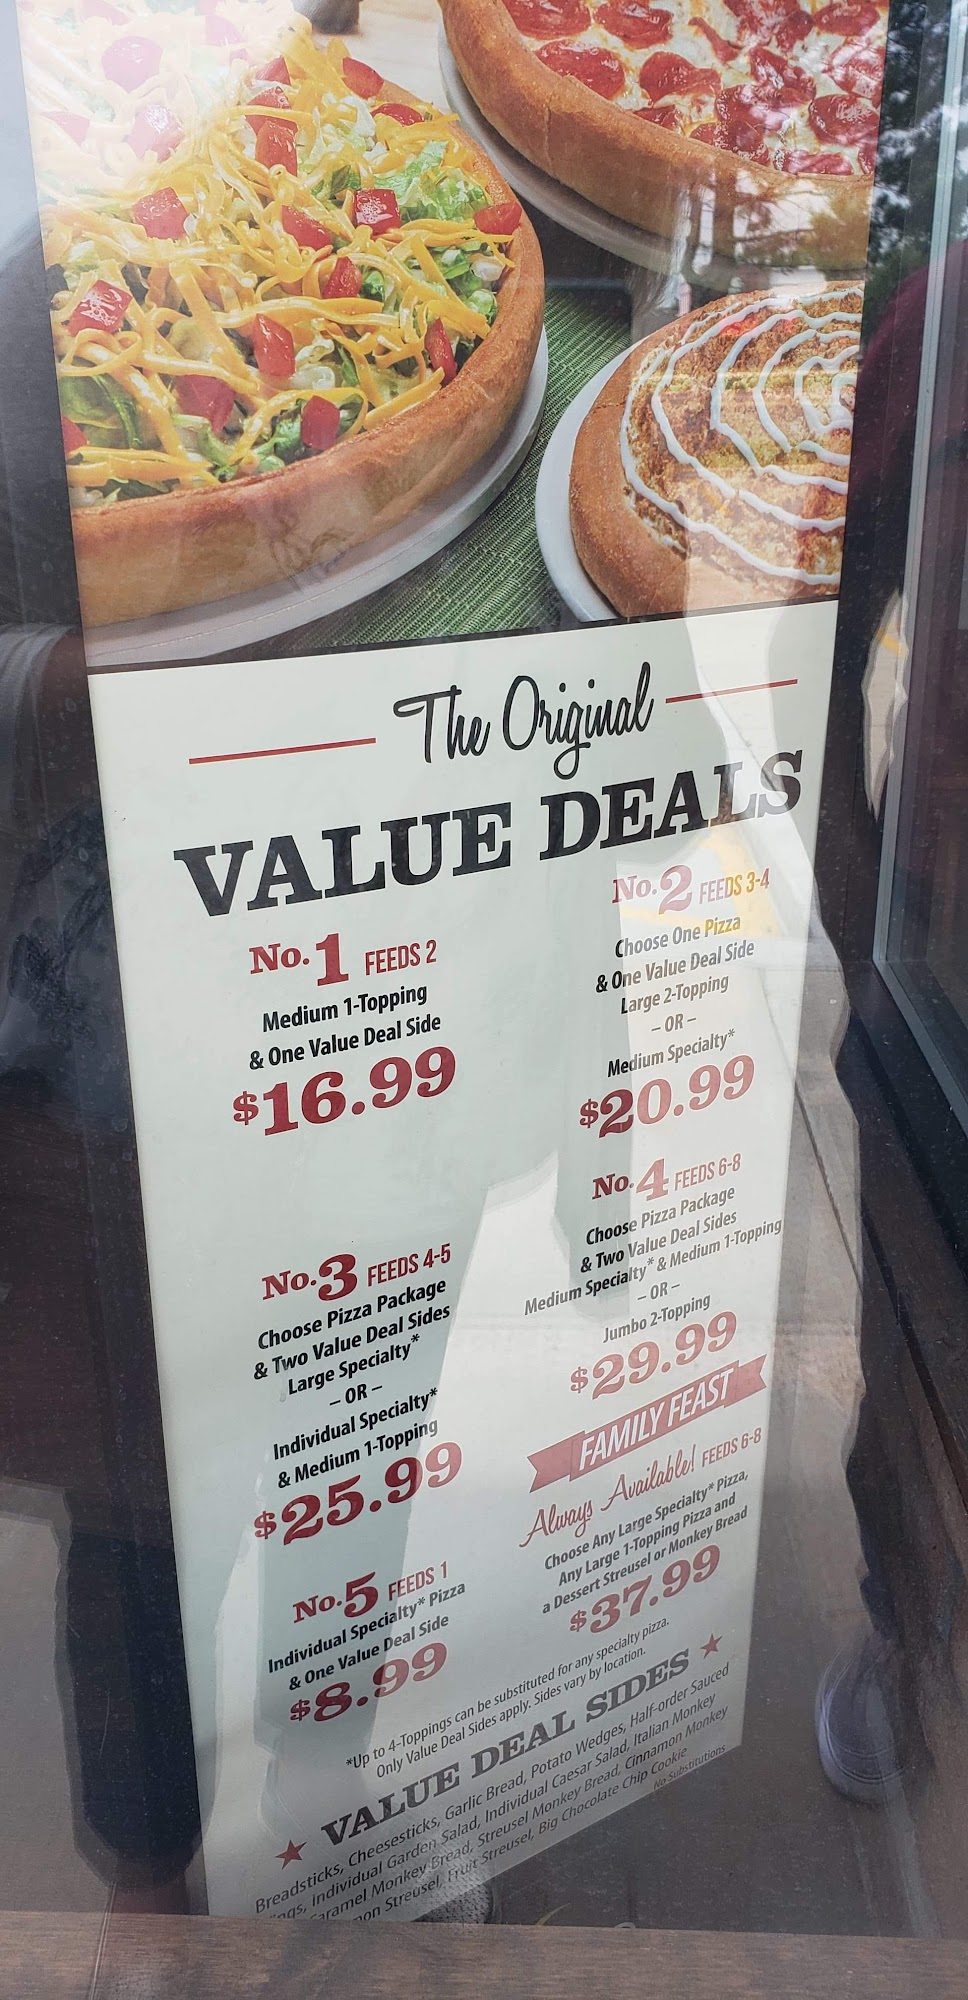 The Original
VALUE DEALS
No.1 FEEDS 2
Medium 1-Topping
& One Value Deal Side
$16.99
No.2 FEEDS 3-4
Choose One Pizza
& One Value Deal Side
Large 2-Topping
– OR –
Medium Specialty*
$20.99
No.3 FEEDS 4-5
Choose Pizza Package
& Two Value Deal Sides
Large Specialty*
– OR –
Individual Specialty*
& Medium 1-Topping
$25.99
No.4 FEEDS 6-8
Choose Pizza Package
& Two Value Deal Sides
Medium Specialty* & Medium 1-Topping
– OR –
Jumbo 2-Topping
$29.99
No.5 FEEDS 1
Individual Specialty* Pizza
& One Value Deal Side
$8.99
FAMILY FEAST
Always Available! FEEDS 6-8
Choose Any Large Specialty* Pizza,
Any Large 1-Topping Pizza and
a Dessert Streusel or Monkey Bread
$37.99
*Up to 4-Toppings can be substituted for any specialty pizza.
Only Value Deal Sides apply. Sides vary by location.
VALUE DEAL SIDES
Breadsticks, Cheesesticks, Garlic Bread, Potato Wedges, Half-order Sauced
Individual Garden Salad, Individual Caesar Salad, Italian Monkey
Caramel Monkey Bread, Streusel Monkey Bread, Cinnamon Monkey
Streusel, Fruit Streusel, Big Chocolate Chip Cookie
No Substitutions